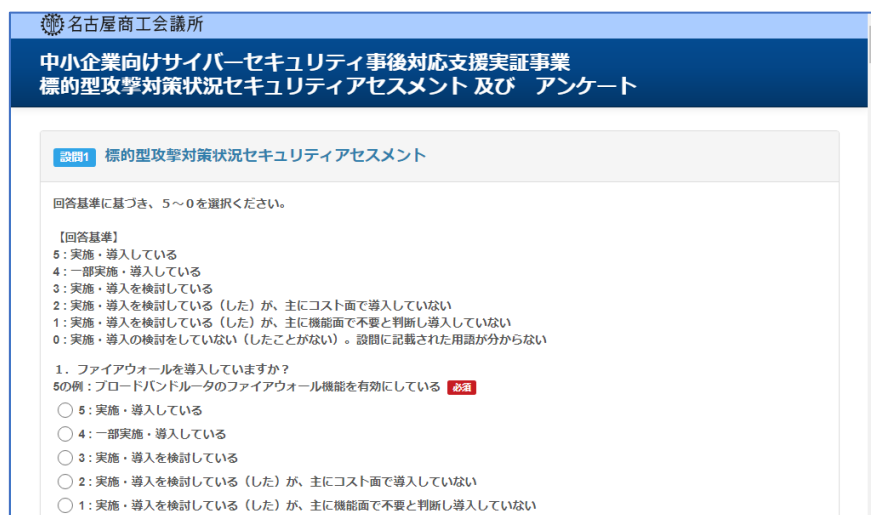 名古屋商工会議所
中小企業向けサイバーセキュリティ事後対応支援実証事業
標的型攻撃対策状況セキュリティアセスメント 及び アンケート
設問1 標的型攻撃対策状況セキュリティアセスメント
回答基準に基づき、５～０を選択ください。
【回答基準】
5：実施・導入している
4：一部実施・導入している
3：実施・導入を検討している
2：実施・導入を検討している（した）が、主にコスト面で導入していない
1：実施・導入を検討している（した）が、主に機能面で不要と判断し導入していない
0：実施・導入の検討をしていない（したことがない）。設問に記載された用語が分からない
１．ファイアウォールを導入していますか？
5の例：ブロードバンドルータのファイアウォール機能を有効にしている 必須
5：実施・導入している
4：一部実施・導入している
3：実施・導入を検討している
2：実施・導入を検討している（した）が、主にコスト面で導入していない
1：実施・導入を検討している（した）が、主に機能面で不要と判断し導入していない